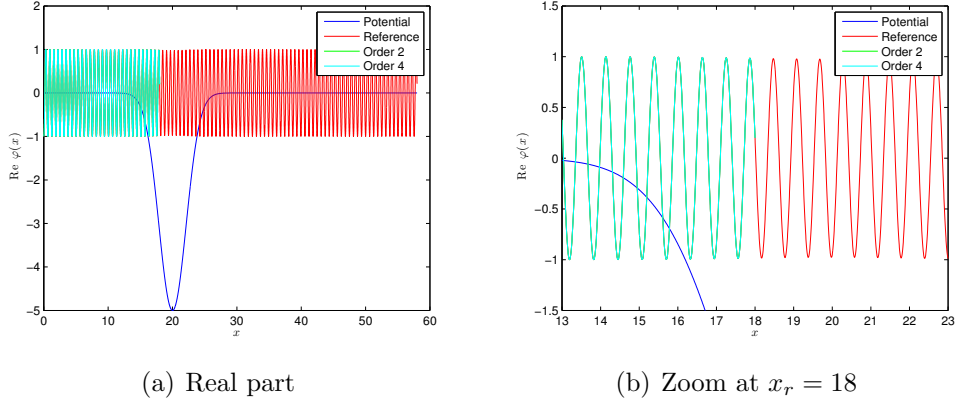 Potential
Reference
Order 2
Order 4
2
1
0
−1
−2
−3
−4
−5
0 10 20 30 40 50 60
Re φ(x)
x
(a) Real part
Potential
Reference
Order 2
Order 4
1.5
1
0.5
0
−0.5
−1
−1.5
13 14 15 16 17 18 19 20 21 22 23
Re φ(x)
x
(b) Zoom at xᵣ = 18